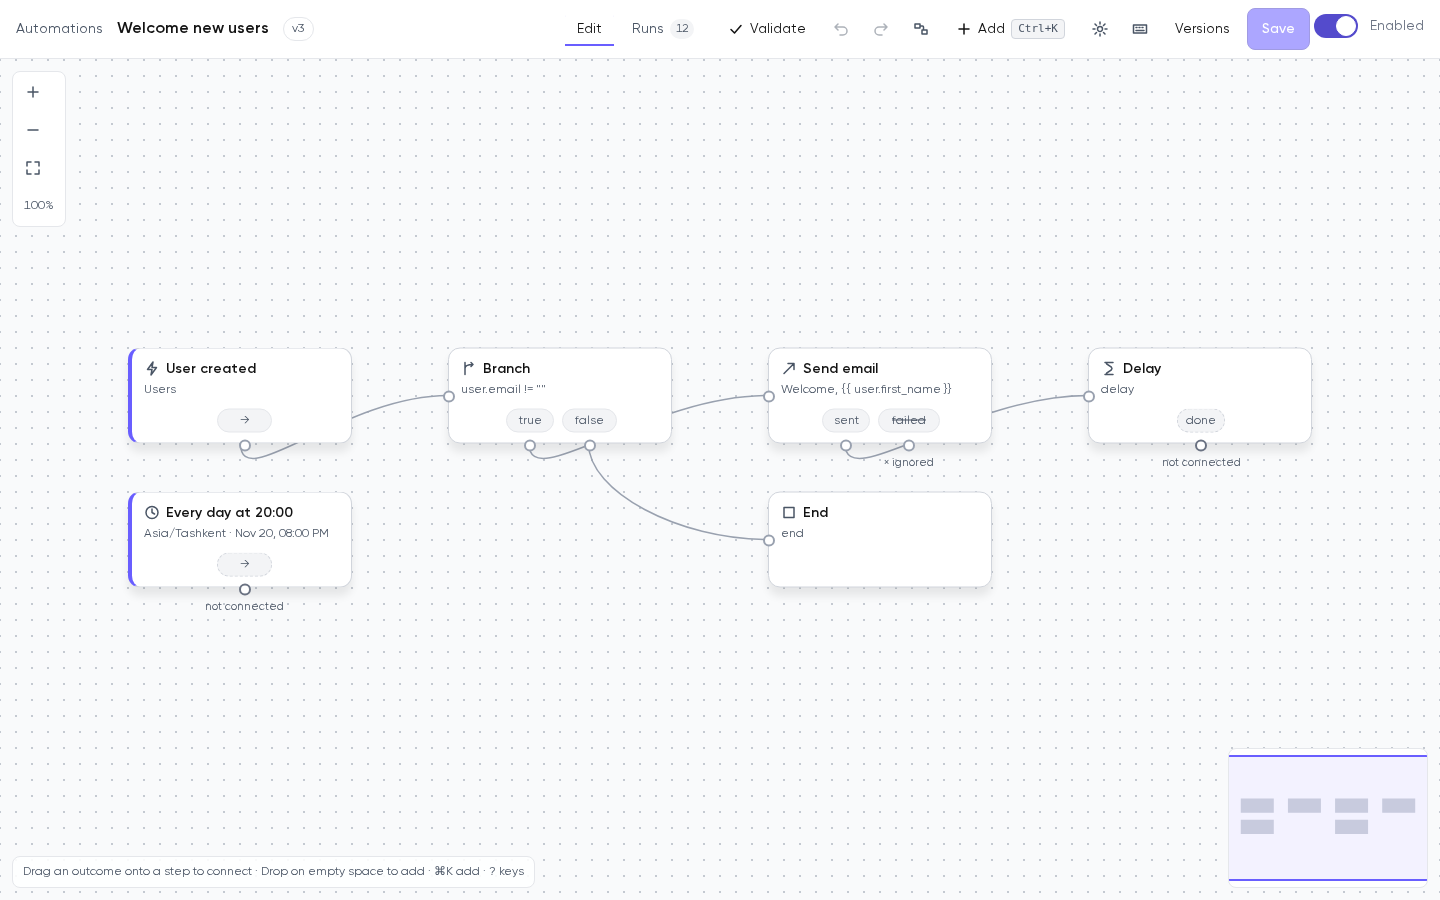 Automations Welcome new users v3 Edit Runs 12 Validate Add Ctrl+K Versions Save Enabled
100%
User created
Users
→
Branch
user.email != ""
true false
Send email
Welcome, {{ user.first_name }}
sent failed
× ignored
Delay
delay
done
not connected
Every day at 20:00
Asia/Tashkent · Nov 20, 08:00 PM
→
not connected
End
end
Drag an outcome onto a step to connect · Drop on empty space to add · ⌘K add · ? keys